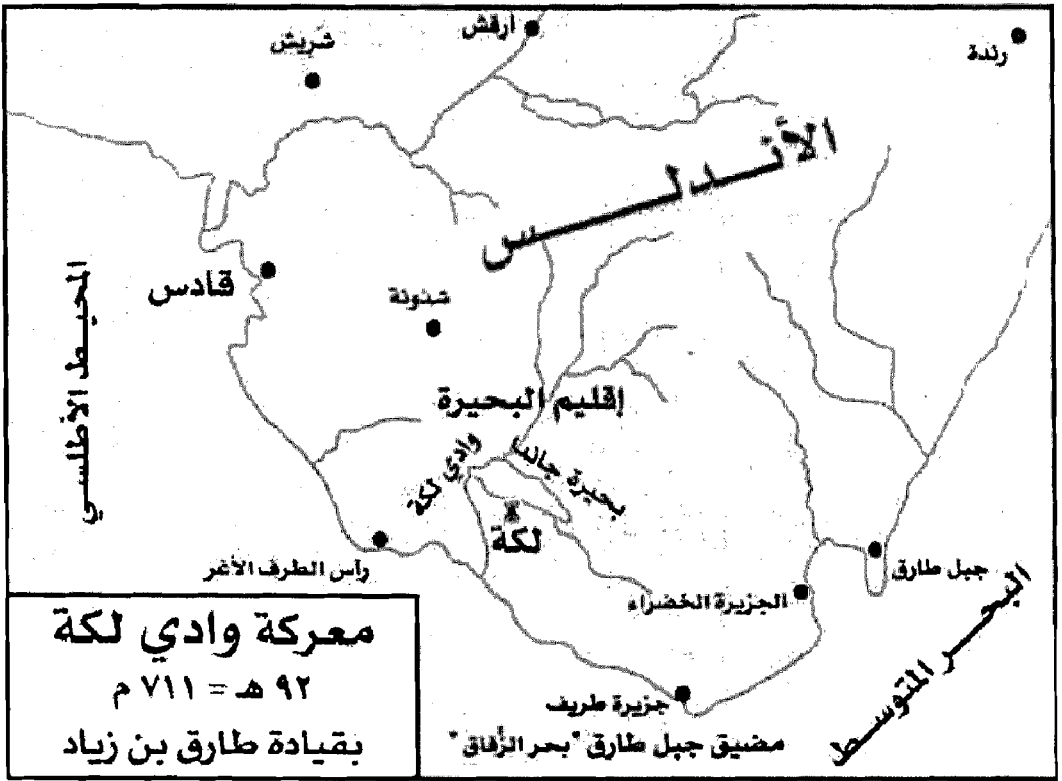 أرقش
شريش
رندة
الأندلس
قادس
شذونة
المحيط الأطلسي
إقليم البحيرة
وادي لكة
بحيرة جاندا
لكة
رأس الطرف الأغر
جبل طارق
الجزيرة الخضراء
البحر المتوسط
جزيرة طريف
مضيق جبل طارق "بحر الزُّقاق"
معركة وادي لكة
٩٢ هـ = ٧١١ م
بقيادة طارق بن زياد